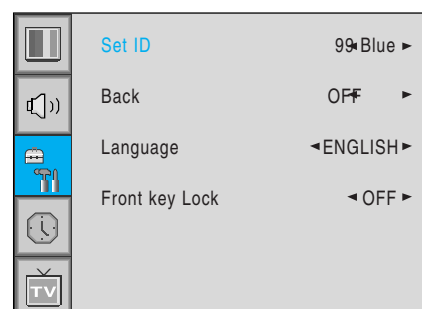 Set ID 99 ◄ Blue ►
Back OFF ◄ ►
Language ◄ ENGLISH ►
Front key Lock ◄ OFF ►
TV